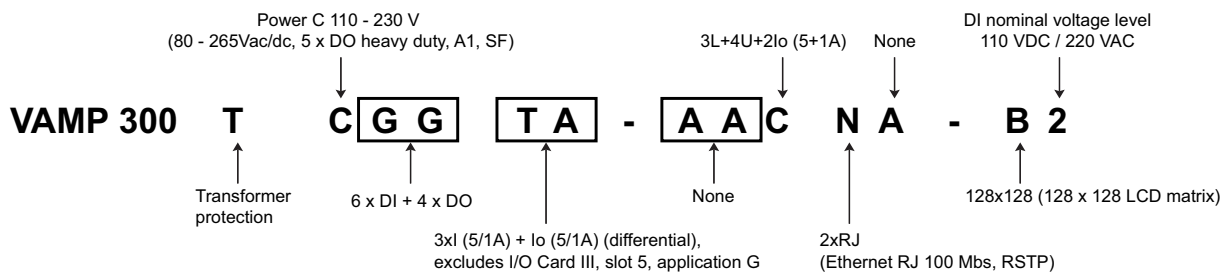 Power C 110 - 230 V
(80 - 265Vac/dc, 5 x DO heavy duty, A1, SF)
3L+4U+2Io (5+1A)
None
DI nominal voltage level
110 VDC / 220 VAC
VAMP 300 T C G G T A - A A C N A - B 2
Transformer
protection
6 x DI + 4 x DO
3xI (5/1A) + Io (5/1A) (differential),
excludes I/O Card III, slot 5, application G
None
2xRJ
(Ethernet RJ 100 Mbs, RSTP)
128x128 (128 x 128 LCD matrix)